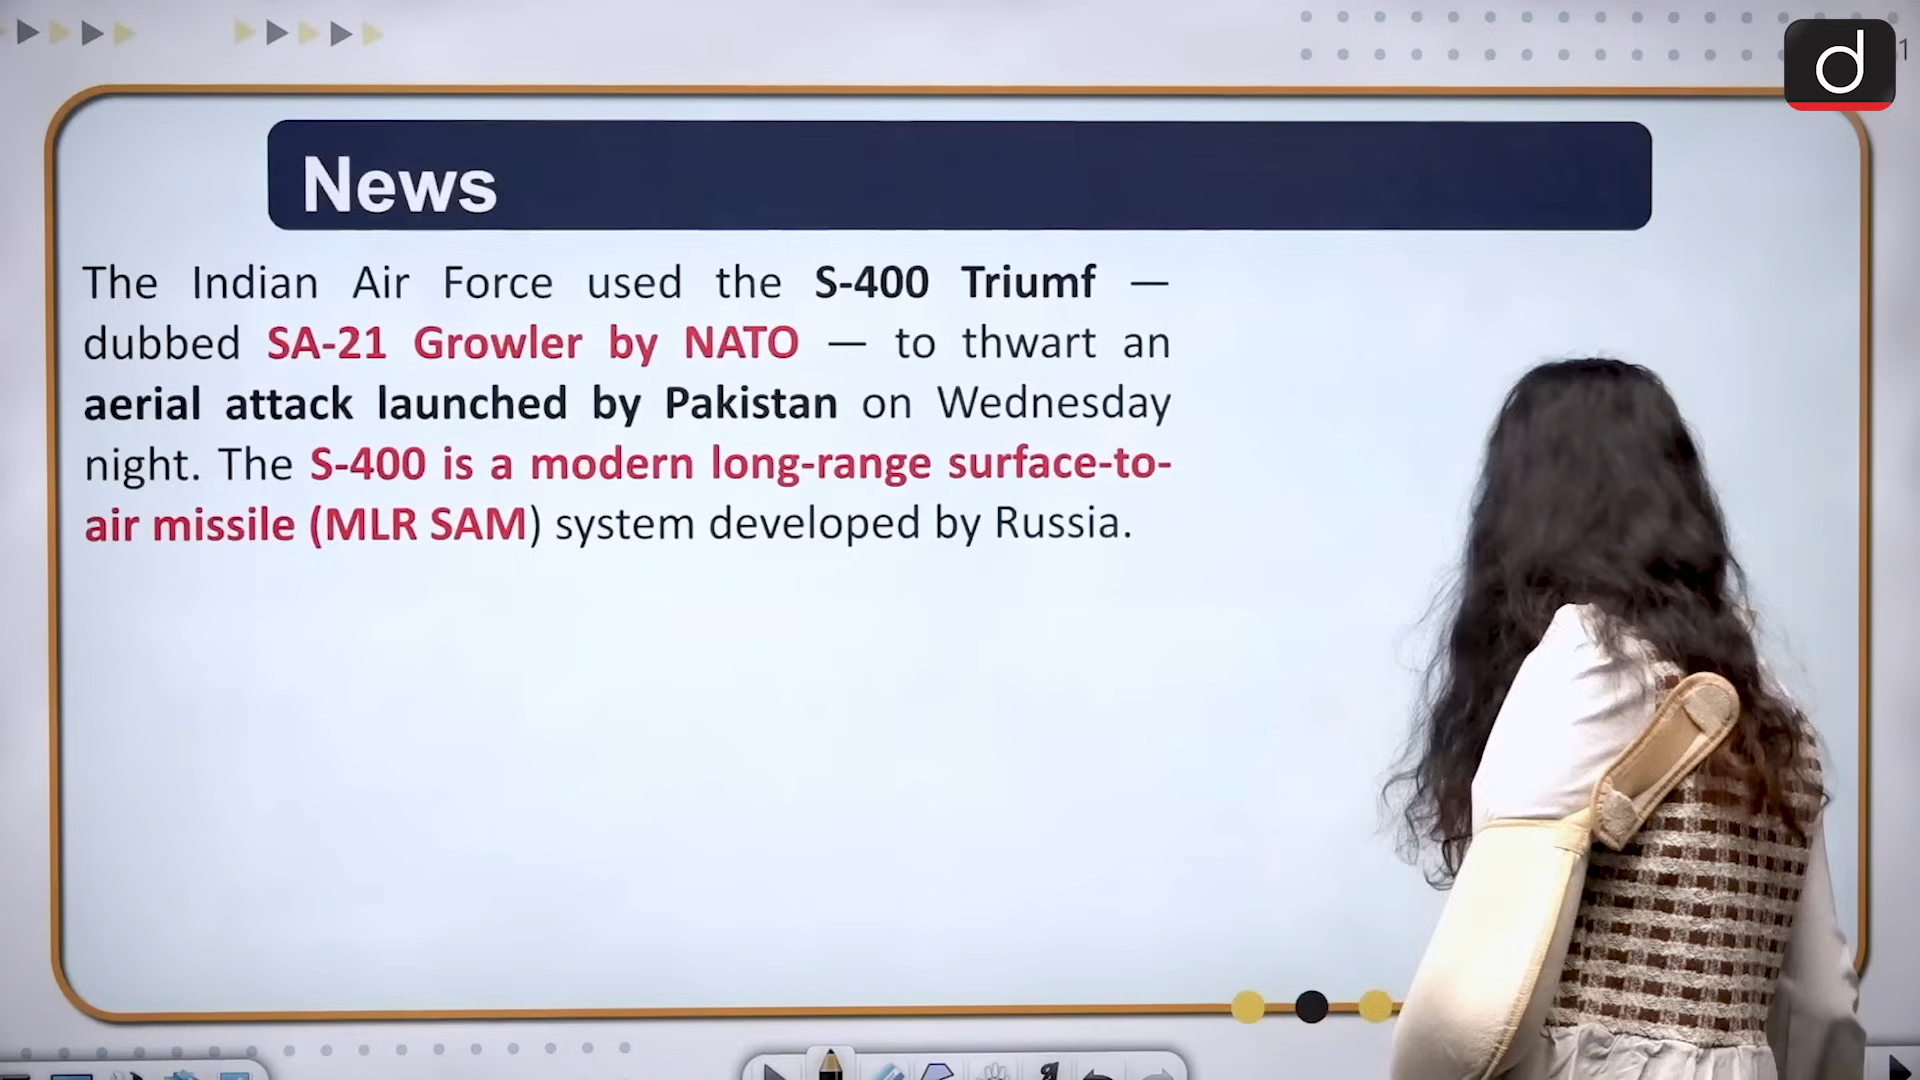 d
1
News
The Indian Air Force used the S-400 Triumf —
dubbed SA-21 Growler by NATO — to thwart an
aerial attack launched by Pakistan on Wednesday
night. The S-400 is a modern long-range surface-to-
air missile (MLR SAM) system developed by Russia.